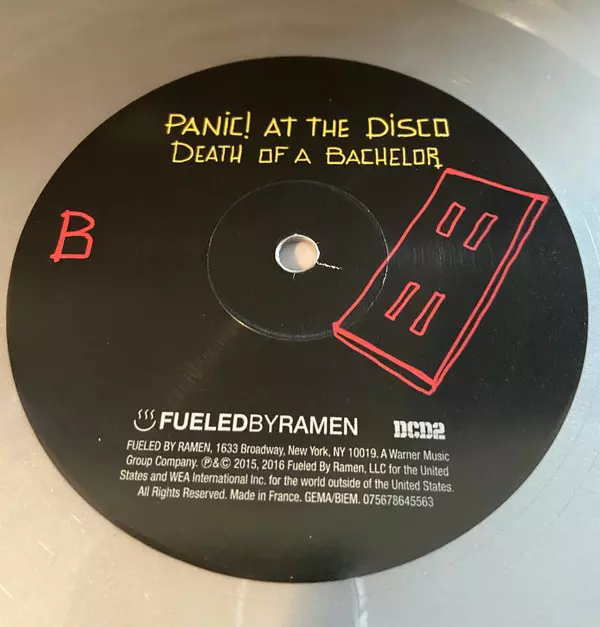 PANIC! AT THE DISCO
DEATH OF A BACHELOR
B
FUELEDBYRAMEN DCD2
FUELED BY RAMEN, 1633 Broadway, New York, NY 10019. A Warner Music
Group Company. ℗&© 2015, 2016 Fueled By Ramen, LLC for the United
States and WEA International Inc. for the world outside of the United States.
All Rights Reserved. Made in France. GEMA/BIEM. 075678645563